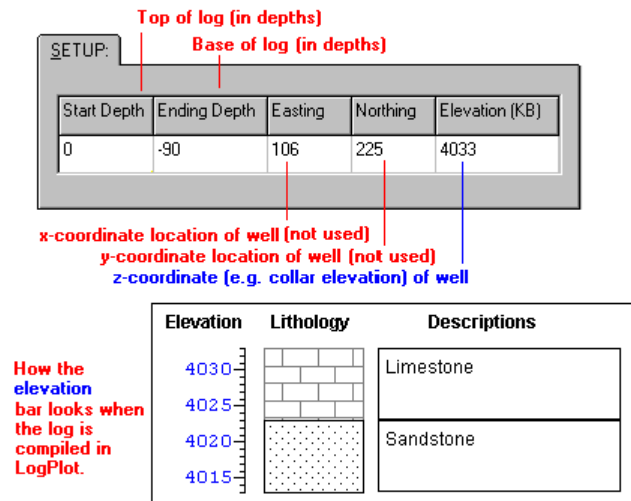 Top of log (in depths)
Base of log (in depths)
SETUP:
Start Depth Ending Depth Easting Northing Elevation (KB)
0 -90 106 225 4033
x-coordinate location of well (not used)
y-coordinate location of well (not used)
z-coordinate (e.g. collar elevation) of well
Elevation Lithology Descriptions
How the
elevation
bar looks when
the log is
compiled in
LogPlot.
4030
4025
4020
4015
Limestone
Sandstone